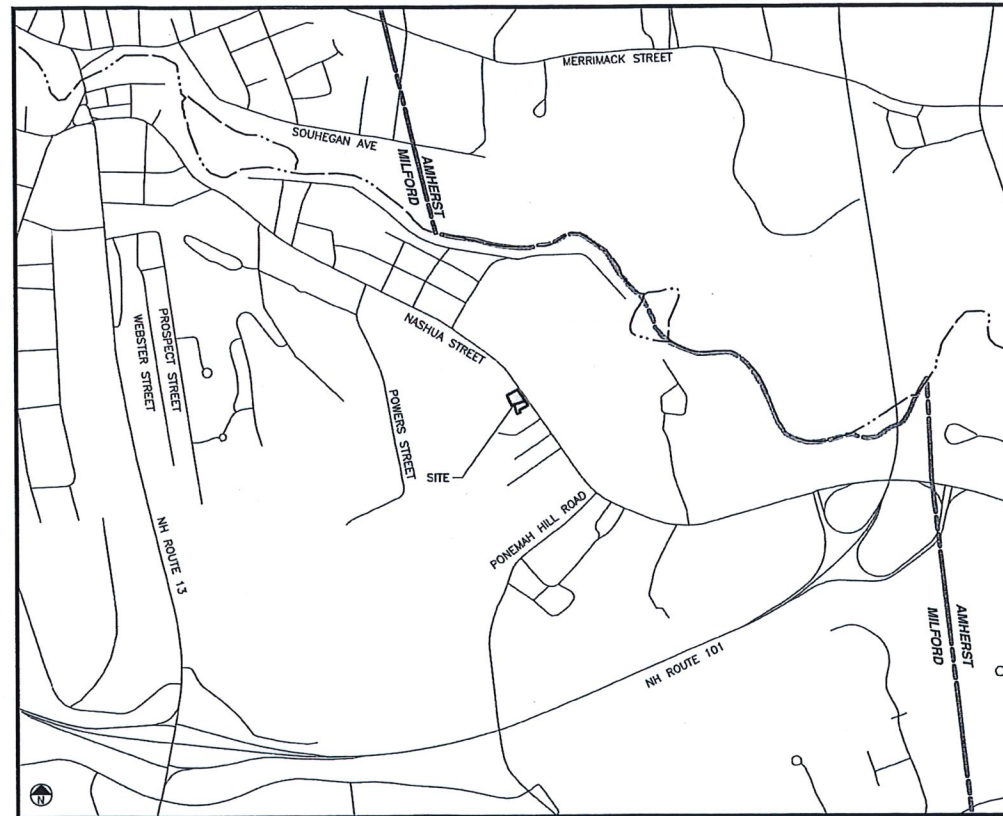 MERRIMACK STREET
SOUHEGAN AVE
AMHERST
MILFORD
NASHUA STREET
PROSPECT STREET
WEBSTER STREET
POWERS STREET
SITE
PONEMAH HILL ROAD
NH ROUTE 13
NH ROUTE 101
AMHERST
MILFORD
N